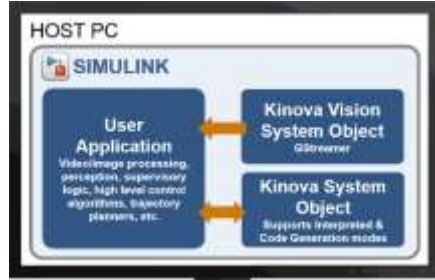 HOST PC
SIMULINK
User
Application
Video/image processing,
perception, supervisory
logic, high level control
algorithms, trajectory
planners, etc.
Kinova Vision
System Object
GStreamer
Kinova System
Object
Supports Interpreted &
Code Generation modes